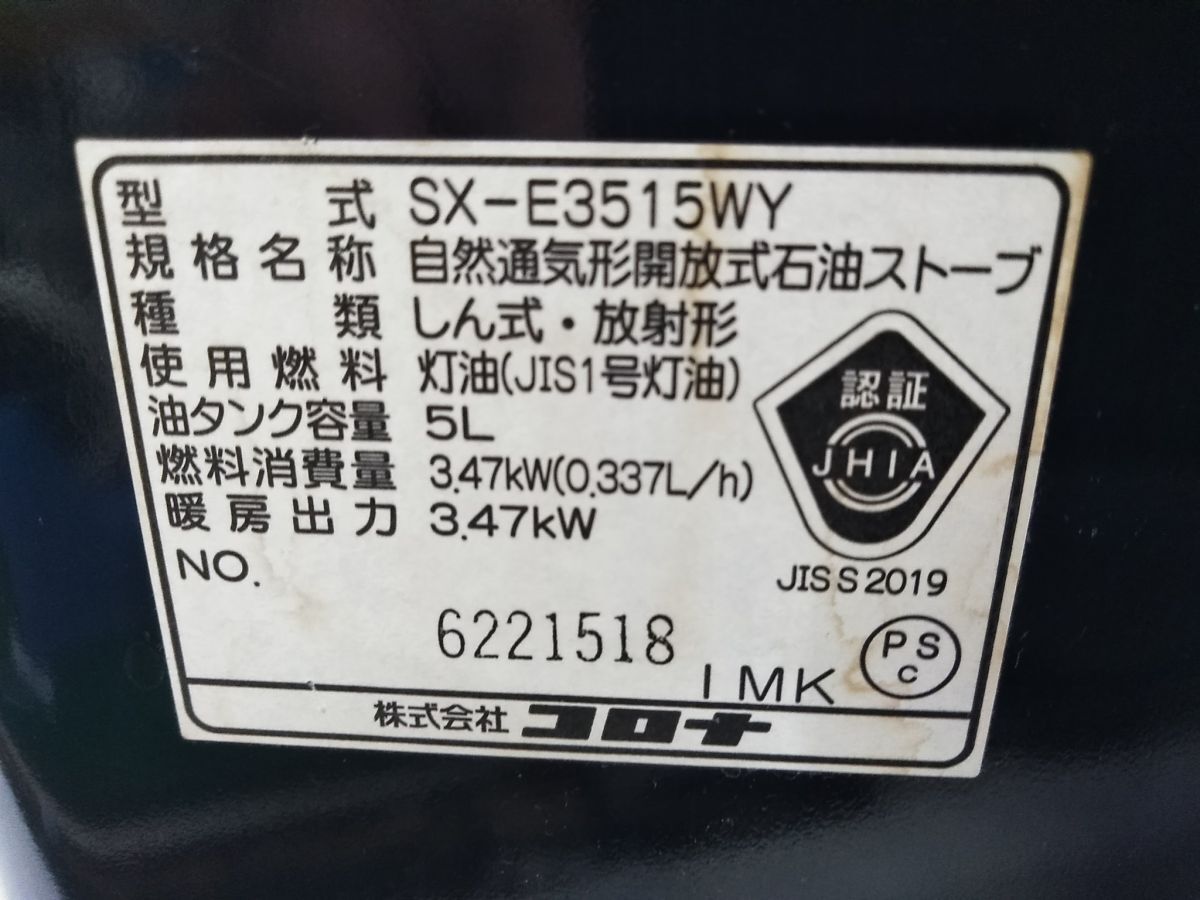 型式 SX-E3515WY
規格名称 自然通気形開放式石油ストーブ
種類 しん式・放射形
使用燃料 灯油(JIS1号灯油)
油タンク容量 5L
燃料消費量 3.47kW(0.337L/h)
暖房出力 3.47kW
NO.
6221518
認証
JHIA
JIS S 2019
PS
C
IMK
株式会社コロナ